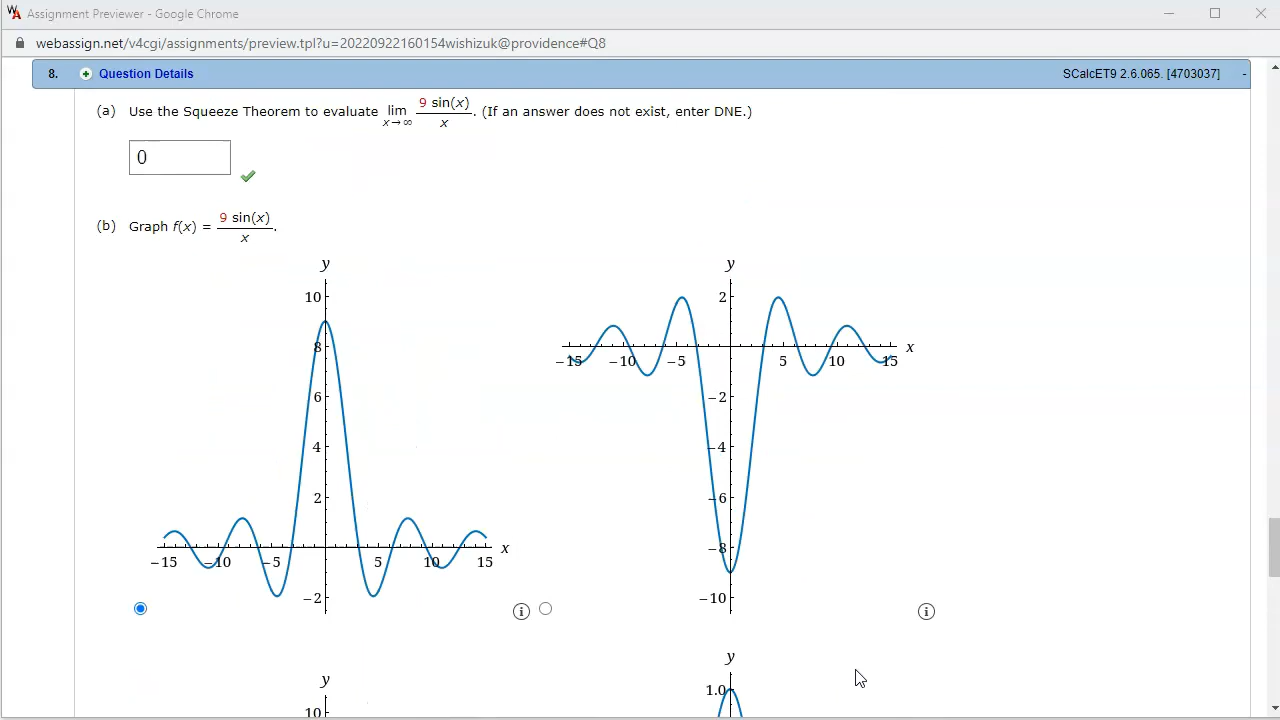 Assignment Previewer - Google Chrome
webassign.net/v4cgi/assignments/preview.tpl?u=20220922160154wishizuk@providence#Q8
8. Question Details SCalcET9 2.6.065. [4703037] -
(a) Use the Squeeze Theorem to evaluate lim x→∞ 9 sin(x) / x. (If an answer does not exist, enter DNE.)
0
(b) Graph f(x) = 9 sin(x) / x.
y
10
8
6
4
2
−2
−15 −10 −5 5 10 15 x
y
2
−15 −10 −5 5 10 15 x
−2
−4
−6
−8
−10
y
10
y
1.0